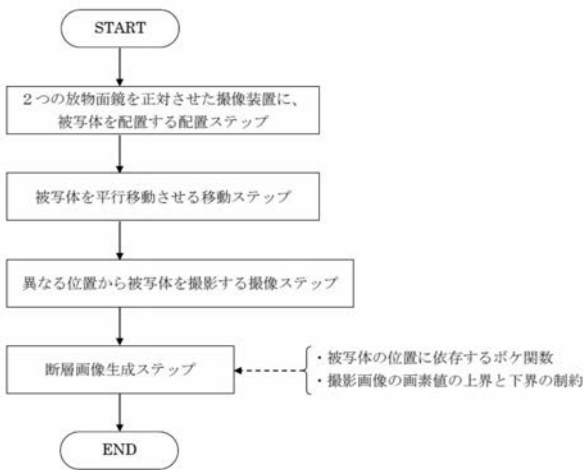 START
２つの放物面鏡を正対させた撮像装置に、
被写体を配置する配置ステップ
被写体を平行移動させる移動ステップ
異なる位置から被写体を撮影する撮像ステップ
断層画像生成ステップ
・被写体の位置に依存するボケ関数
・撮影画像の画素値の上界と下界の制約
END